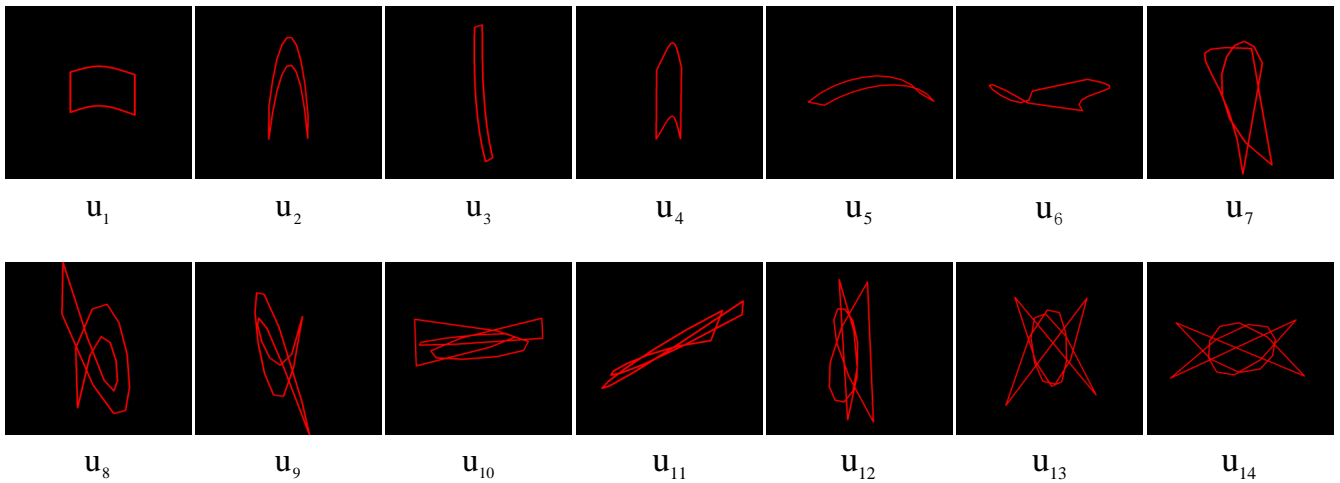 u₁ u₂ u₃ u₄ u₅ u₆ u₇
u₈ u₉ u₁₀ u₁₁ u₁₂ u₁₃ u₁₄